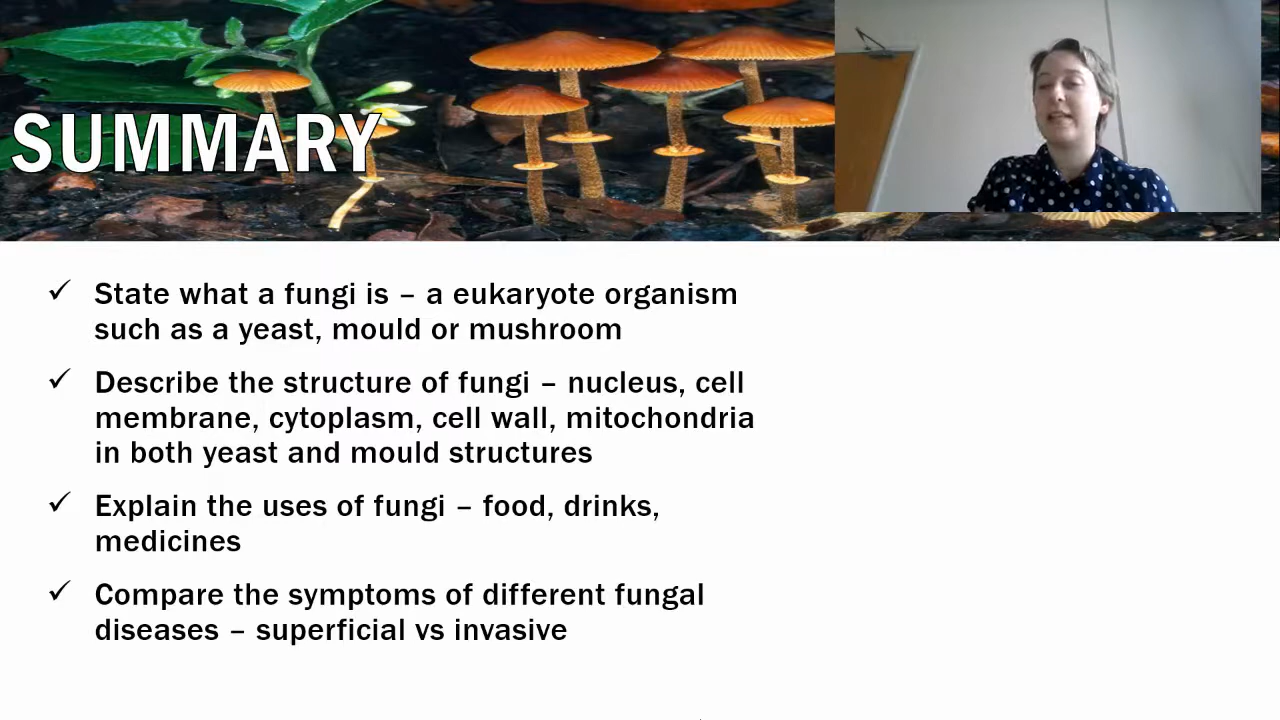 SUMMARY
✓ State what a fungi is – a eukaryote organism
such as a yeast, mould or mushroom
✓ Describe the structure of fungi – nucleus, cell
membrane, cytoplasm, cell wall, mitochondria
in both yeast and mould structures
✓ Explain the uses of fungi – food, drinks,
medicines
✓ Compare the symptoms of different fungal
diseases – superficial vs invasive